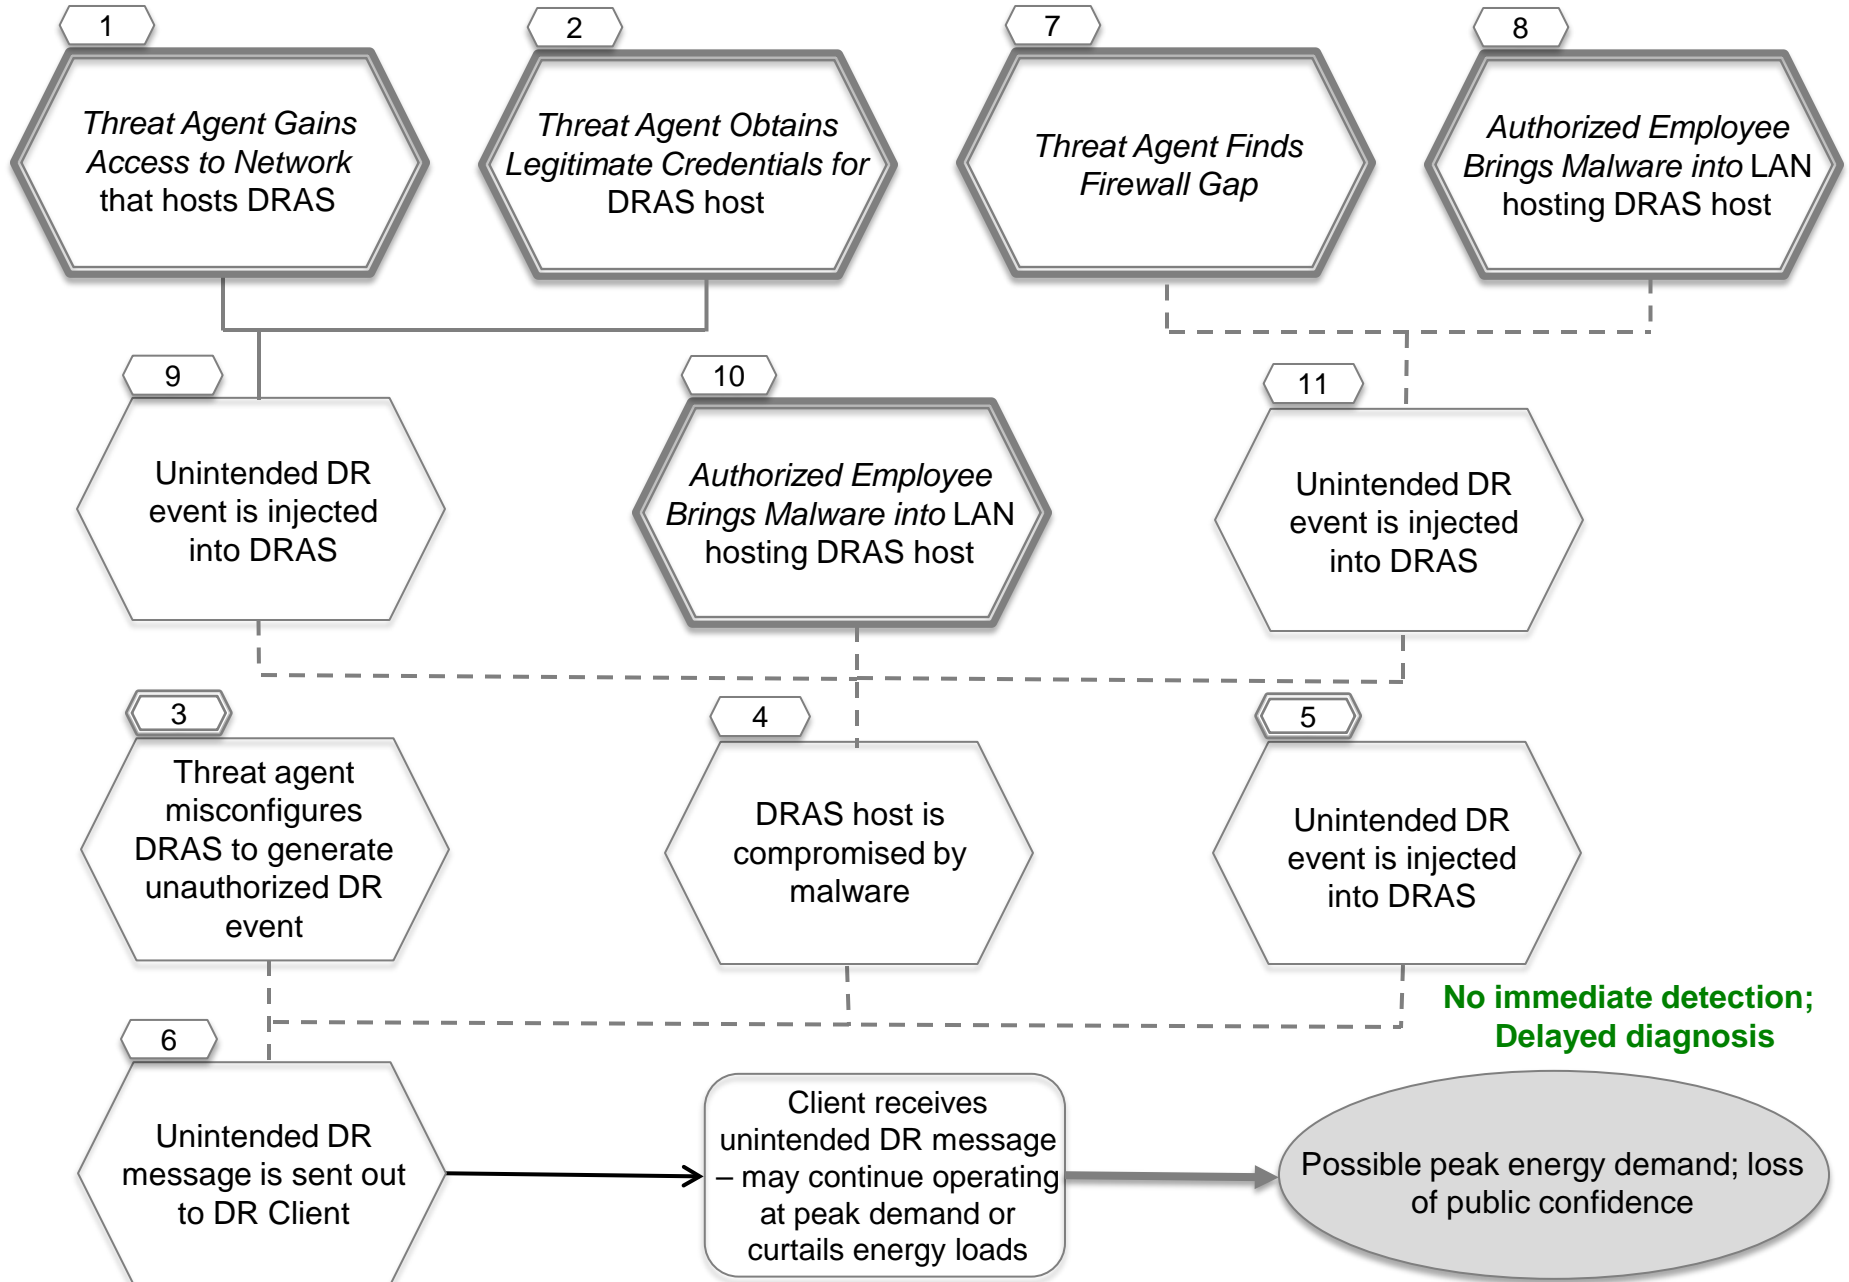 1
Threat Agent Gains
Access to Network
that hosts DRAS
2
Threat Agent Obtains
Legitimate Credentials for
DRAS host
7
Threat Agent Finds
Firewall Gap
8
Authorized Employee
Brings Malware into LAN
hosting DRAS host
9
Unintended DR
event is injected
into DRAS
10
Authorized Employee
Brings Malware into LAN
hosting DRAS host
11
Unintended DR
event is injected
into DRAS
3
Threat agent
misconfigures
DRAS to generate
unauthorized DR
event
4
DRAS host is
compromised by
malware
5
Unintended DR
event is injected
into DRAS
No immediate detection;
Delayed diagnosis
6
Unintended DR
message is sent out
to DR Client
Client receives
unintended DR message
– may continue operating
at peak demand or
curtails energy loads
Possible peak energy demand; loss
of public confidence